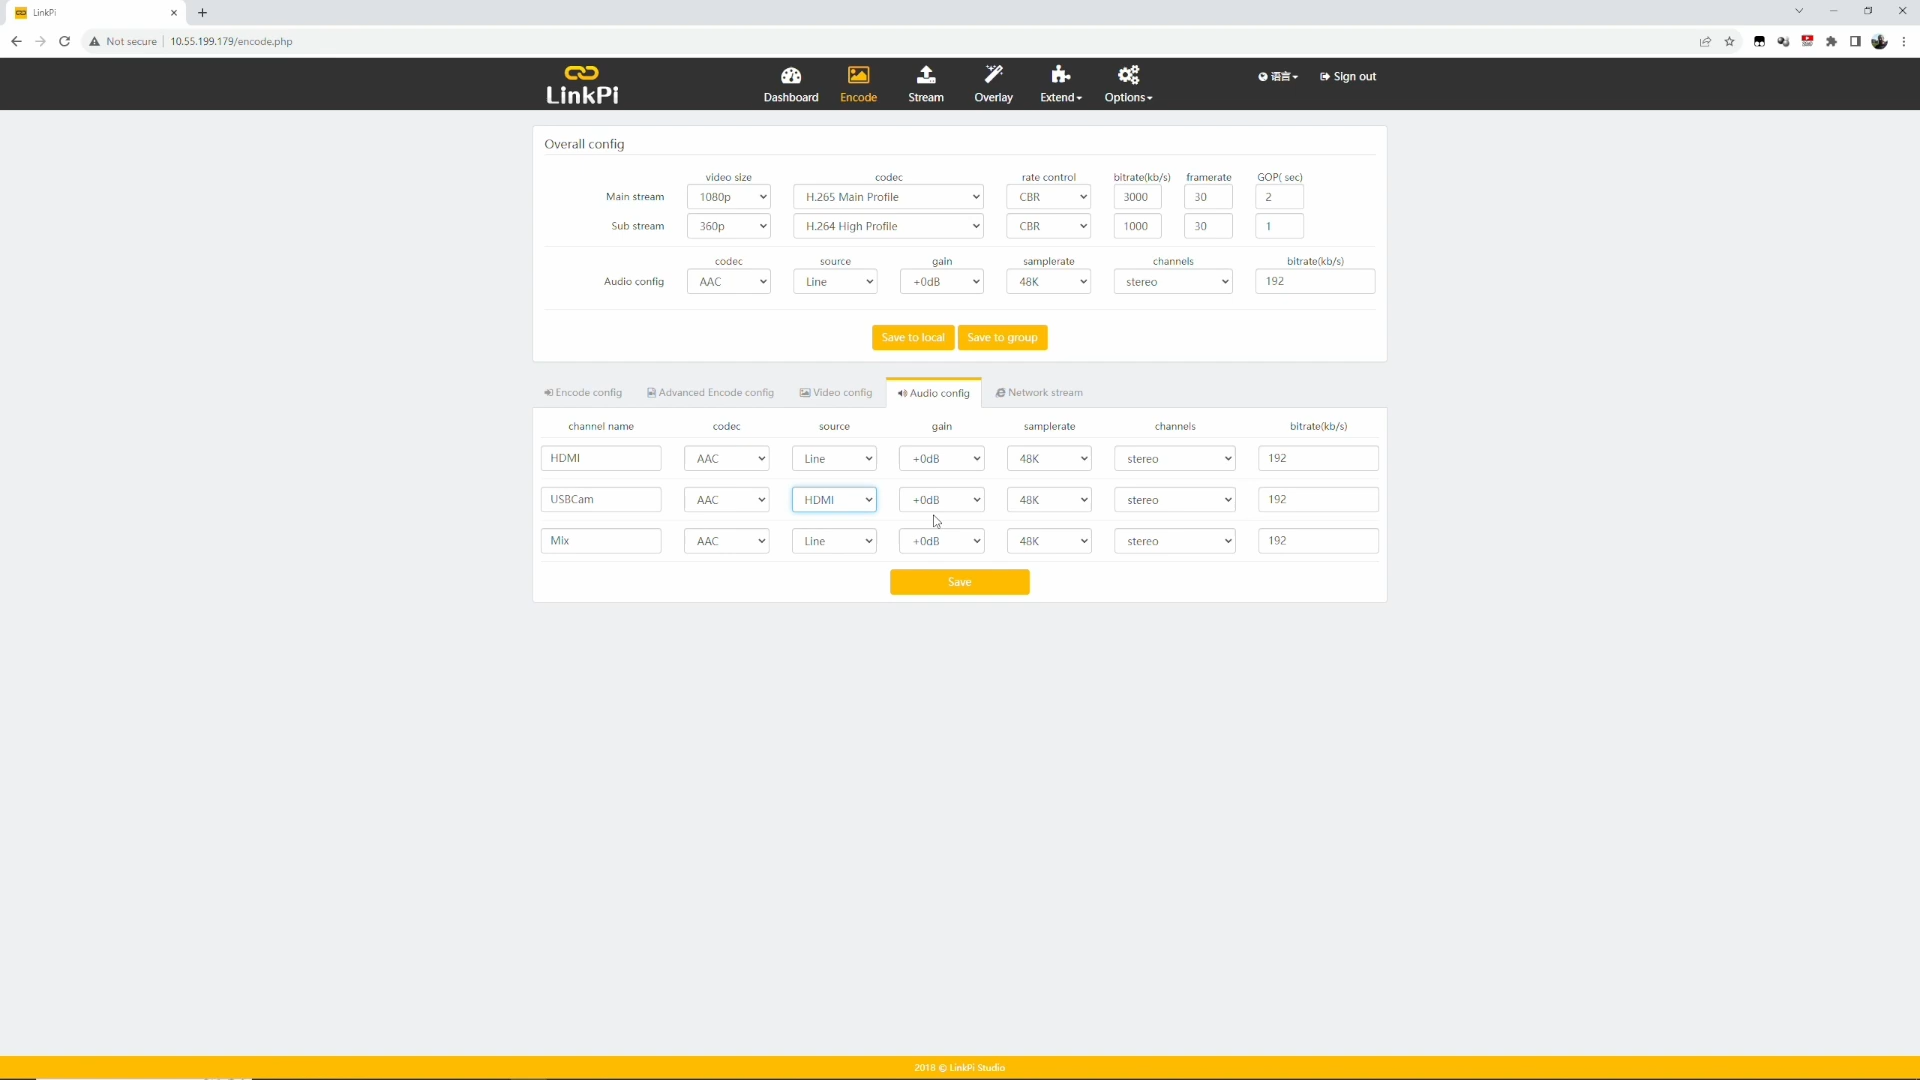 LinkPi
Not secure 10.55.199.179/encode.php
LinkPi
Dashboard Encode Stream Overlay Extend Options 语言 Sign out
Overall config
video size codec rate control bitrate(kb/s) framerate GOP( sec)
Main stream 1080p H.265 Main Profile CBR 3000 30 2
Sub stream 360p H.264 High Profile CBR 1000 30 1
codec source gain samplerate channels bitrate(kb/s)
Audio config AAC Line +0dB 48K stereo 192
Save to local Save to group
Encode config Advanced Encode config Video config Audio config Network stream
channel name codec source gain samplerate channels bitrate(kb/s)
HDMI AAC Line +0dB 48K stereo 192
USBCam AAC HDMI +0dB 48K stereo 192
Mix AAC Line +0dB 48K stereo 192
Save
2018 © LinkPi Studio